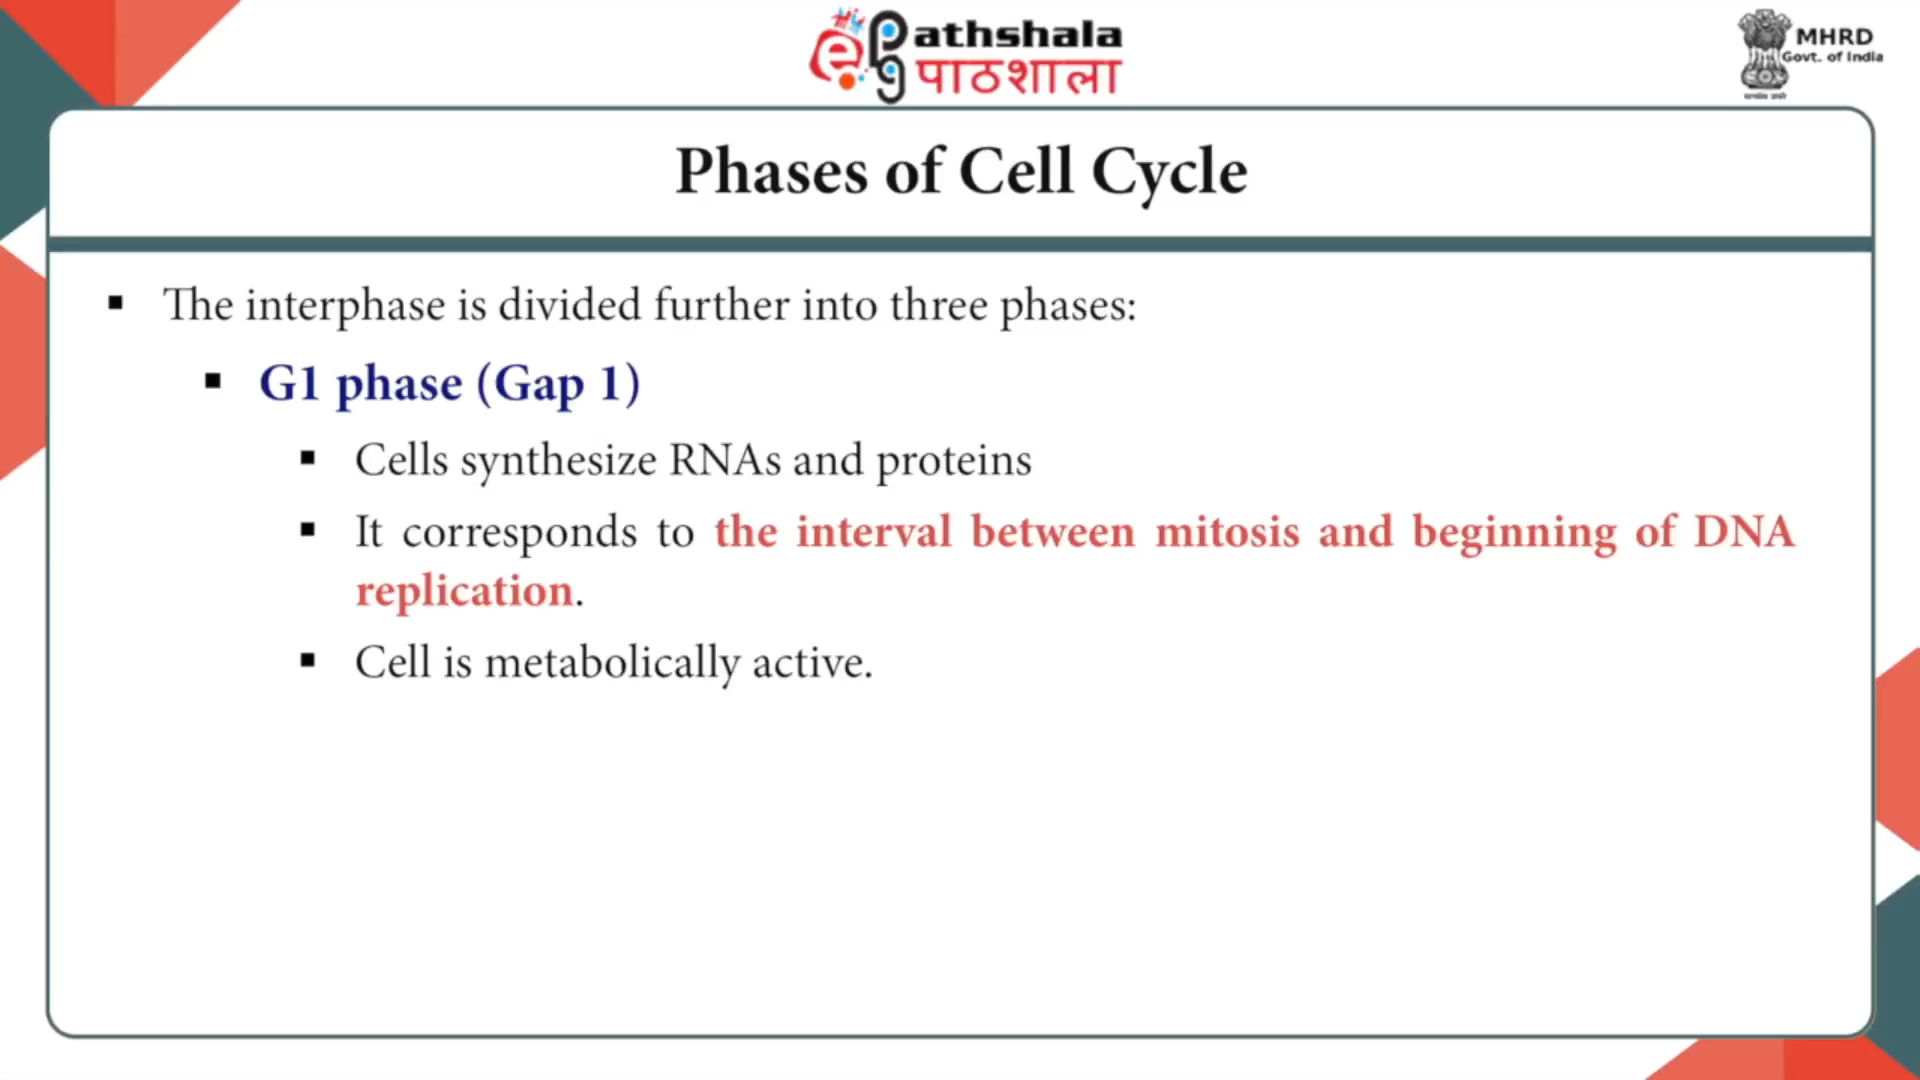 ePathshala
पाठशाला
MHRD
Govt. of India
Phases of Cell Cycle
▪ The interphase is divided further into three phases:
▪ G1 phase (Gap 1)
▪ Cells synthesize RNAs and proteins
▪ It corresponds to the interval between mitosis and beginning of DNA
replication.
▪ Cell is metabolically active.